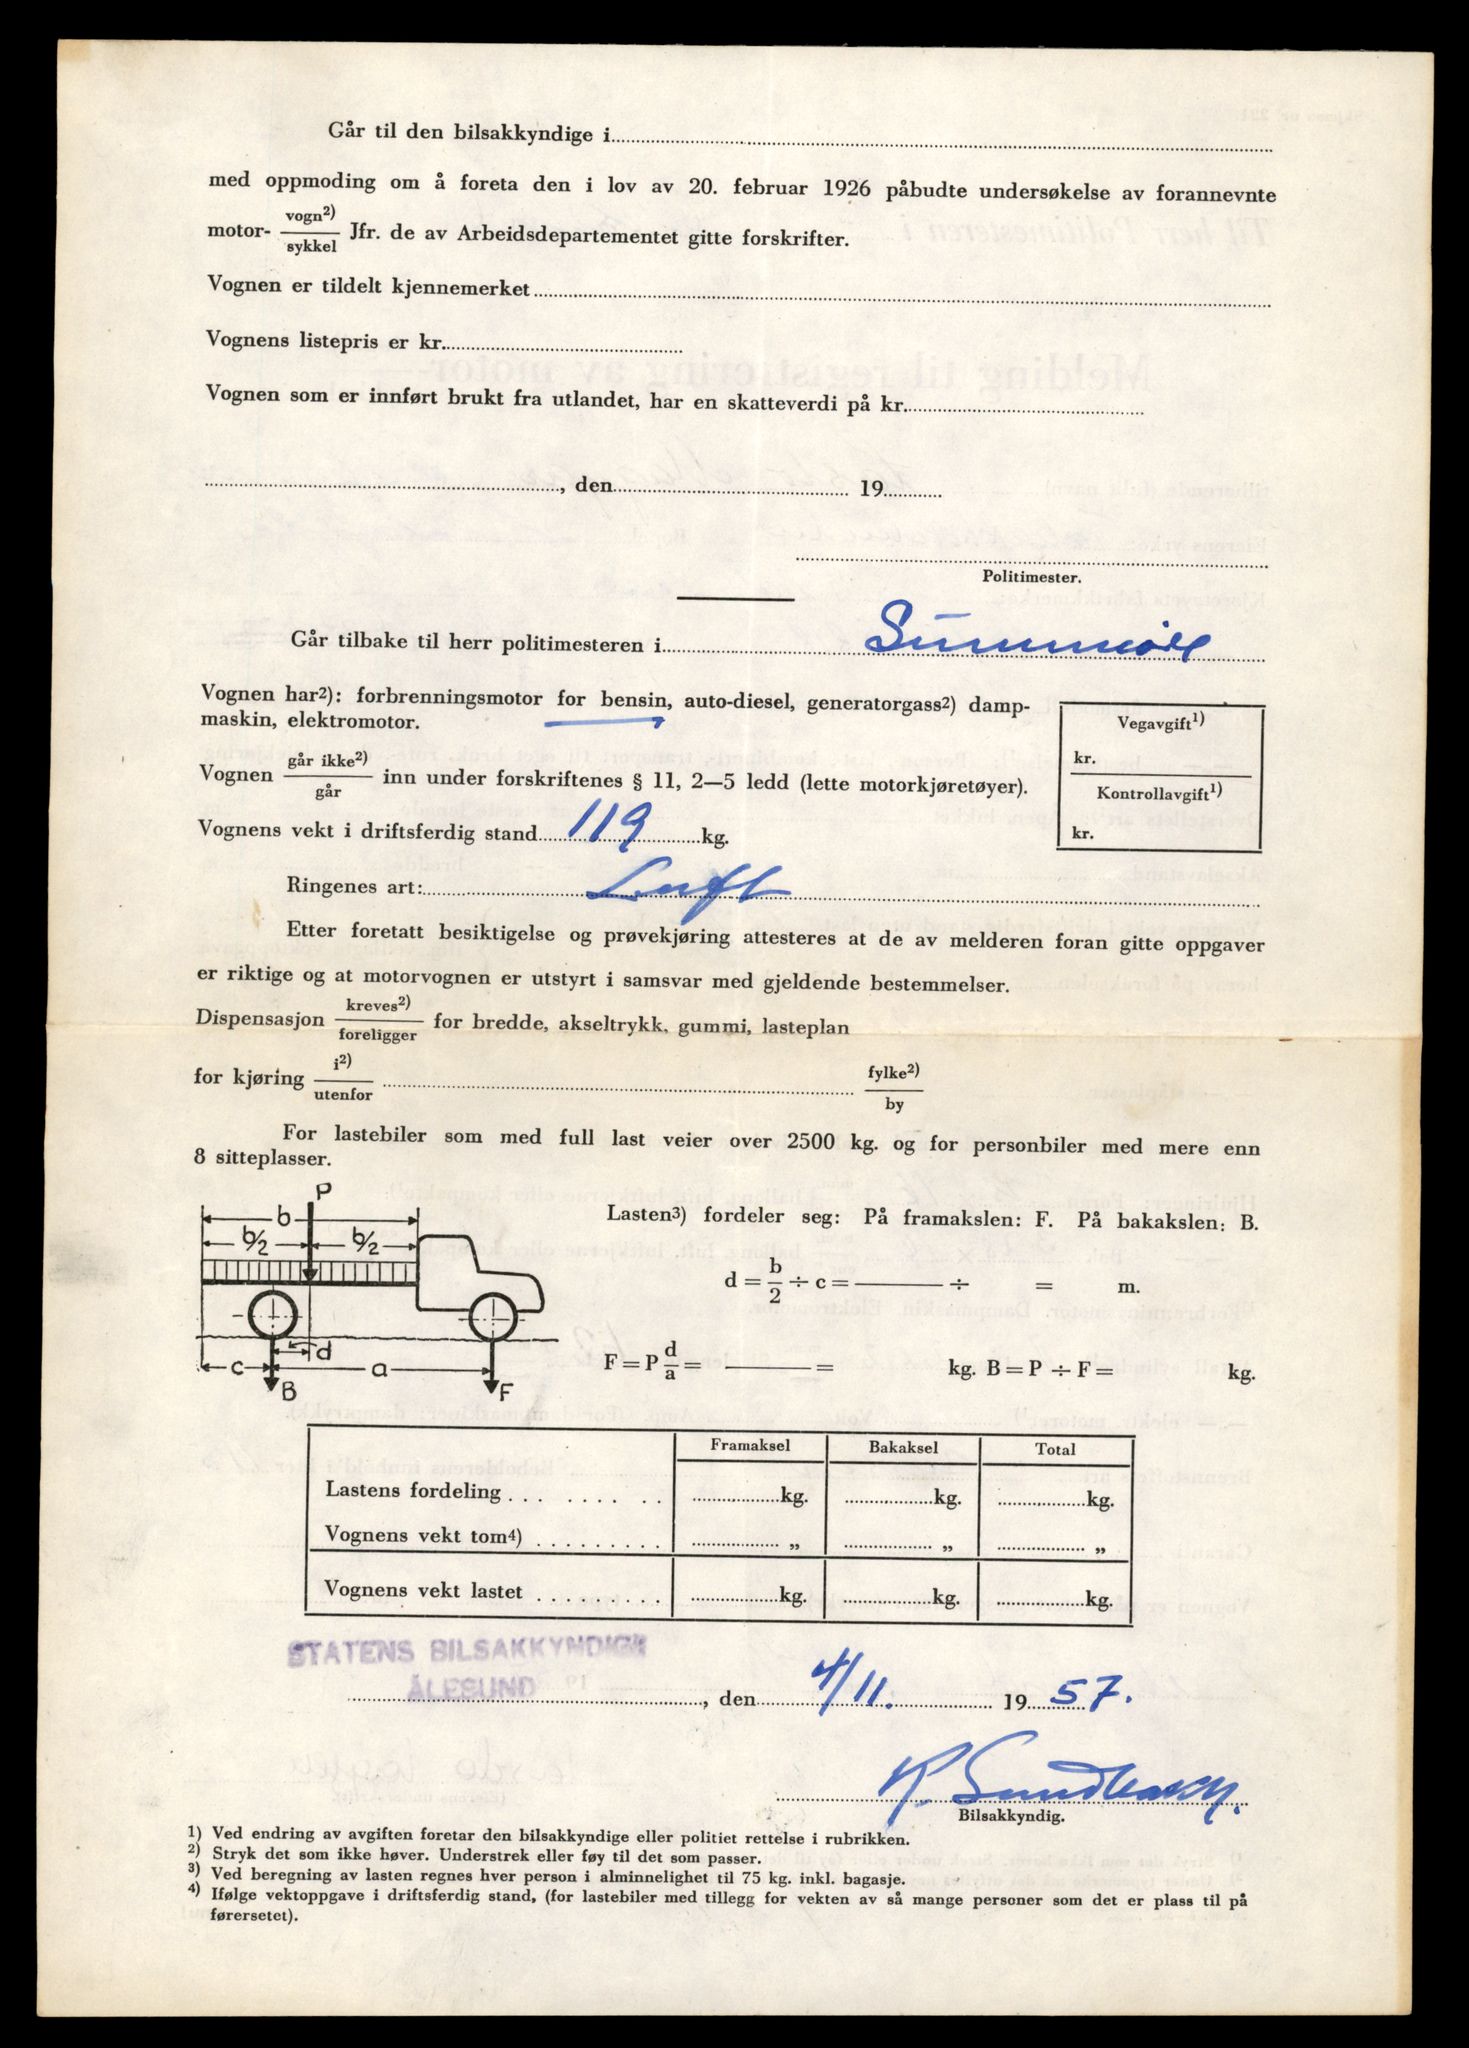 Går til den bilsakkyndige i
med oppmoding om å foreta den i lov av 20. februar 1926 påbudte undersøkelse av forannevnte
motor- vogn2)
sykkel Jfr. de av Arbeidsdepartementet gitte forskrifter.
Vognen er tildelt kjennemerket
Vognens listepris er kr.
Vognen som er innført brukt fra utlandet, har en skatteverdi på kr.
, den 19
Politimester.
Går tilbake til herr politimesteren i Sunnmöre
Vognen har2): forbrenningsmotor for bensin, auto-diesel, generatorgass2) damp-
maskin, elektromotor.
Vegavgift1)
kr.
Kontrollavgift1)
kr.
Vognen går ikke2)
går inn under forskriftenes § 11, 2—5 ledd (lette motorkjøretøyer).
Vognens vekt i driftsferdig stand 119 kg.
Ringenes art: Luft
Etter foretatt besiktigelse og prøvekjøring attesteres at de av melderen foran gitte oppgaver
er riktige og at motorvognen er utstyrt i samsvar med gjeldende bestemmelser.
Dispensasjon kreves2)
foreligger for bredde, akseltrykk, gummi, lasteplan
for kjøring i2)
utenfor fylke2)
by
For lastebiler som med full last veier over 2500 kg. og for personbiler med mere enn
8 sitteplasser.
P
b
b/2 b/2
d
c a
B F
Lasten3) fordeler seg: På framakslen: F. På bakakslen: B.
d = b/2 ÷ c = ——— ÷ = m.
F = P d/a = ——— = kg. B = P ÷ F = kg.
Framaksel Bakaksel Total
Lastens fordeling . . . . . . . . . kg. kg. kg.
Vognens vekt tom4) . . . . . . . . . „ „ „
Vognens vekt lastet . . . . . . . . . kg. kg. kg.
STATENS BILSAKKYNDIGE
ÅLESUND
, den 4/11. 19 57.
K. Sundbakk.
Bilsakkyndig.
1) Ved endring av avgiften foretar den bilsakkyndige eller politiet rettelse i rubrikken.
2) Stryk det som ikke høver. Understrek eller føy til det som passer.
3) Ved beregning av lasten regnes hver person i alminnelighet til 75 kg. inkl. bagasje.
4) Ifølge vektoppgave i driftsferdig stand, (for lastebiler med tillegg for vekten av så mange personer som det er plass til på
førersetet).